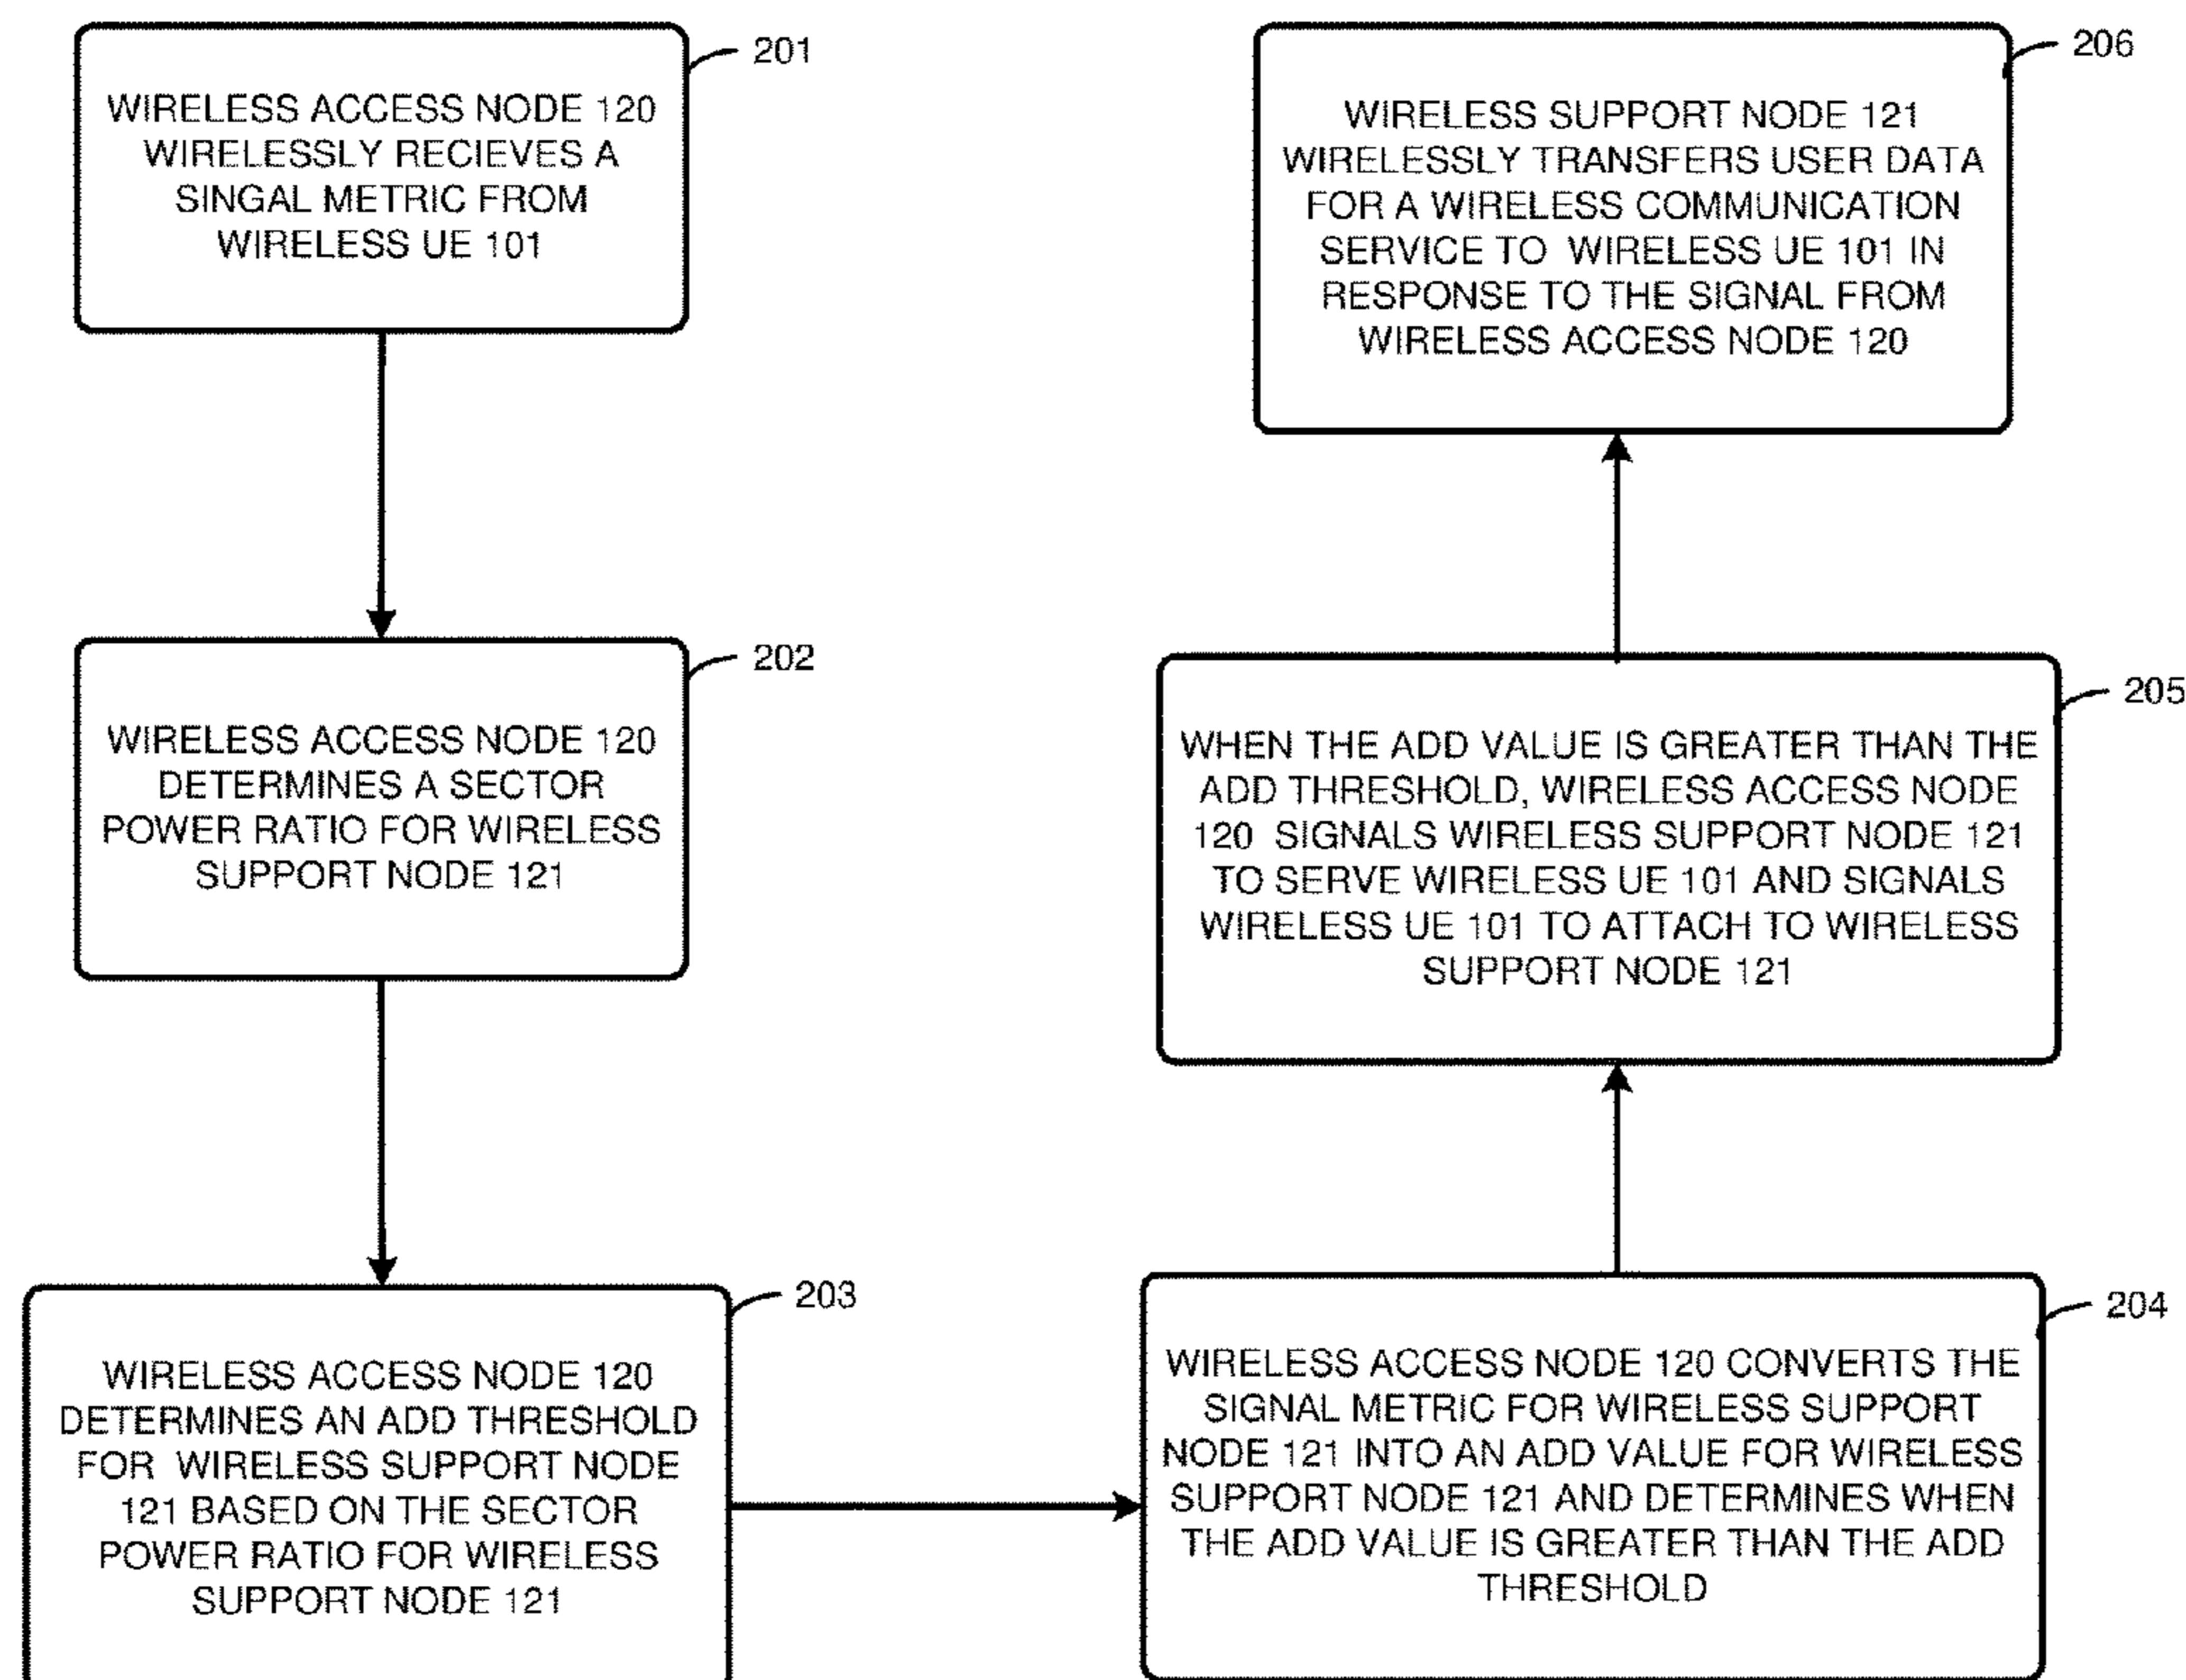 201
WIRELESS ACCESS NODE 120
WIRELESSLY RECIEVES A
SINGAL METRIC FROM
WIRELESS UE 101
202
WIRELESS ACCESS NODE 120
DETERMINES A SECTOR
POWER RATIO FOR WIRELESS
SUPPORT NODE 121
203
WIRELESS ACCESS NODE 120
DETERMINES AN ADD THRESHOLD
FOR WIRELESS SUPPORT NODE
121 BASED ON THE SECTOR
POWER RATIO FOR WIRELESS
SUPPORT NODE 121
204
WIRELESS ACCESS NODE 120 CONVERTS THE
SIGNAL METRIC FOR WIRELESS SUPPORT
NODE 121 INTO AN ADD VALUE FOR WIRELESS
SUPPORT NODE 121 AND DETERMINES WHEN
THE ADD VALUE IS GREATER THAN THE ADD
THRESHOLD
205
WHEN THE ADD VALUE IS GREATER THAN THE
ADD THRESHOLD, WIRELESS ACCESS NODE
120 SIGNALS WIRELESS SUPPORT NODE 121
TO SERVE WIRELESS UE 101 AND SIGNALS
WIRELESS UE 101 TO ATTACH TO WIRELESS
SUPPORT NODE 121
206
WIRELESS SUPPORT NODE 121
WIRELESSLY TRANSFERS USER DATA
FOR A WIRELESS COMMUNICATION
SERVICE TO WIRELESS UE 101 IN
RESPONSE TO THE SIGNAL FROM
WIRELESS ACCESS NODE 120